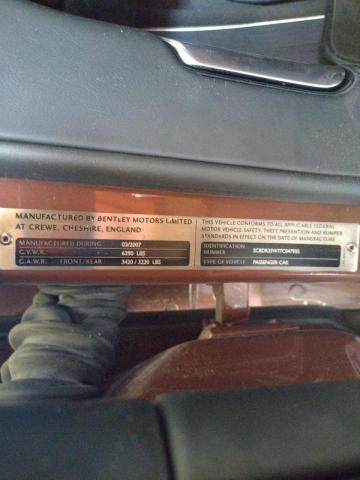 MANUFACTURED BY BENTLEY MOTORS LIMITED
AT CREWE, CHESHIRE, ENGLAND
MANUFACTURED DURING 03/2007
G.V.W.R. 6390 LBS
G.A.W.R. FRONT, REAR 3420 / 3220 LBS
THIS VEHICLE CONFORMS TO ALL APPLICABLE FEDERAL
MOTOR VEHICLE SAFETY, THEFT PREVENTION AND BUMPER
STANDARDS IN EFFECT ON DATE OF MANUFACTURE
IDENTIFICATION
NUMBER
TYPE OF VEHICLE PASSENGER CAR